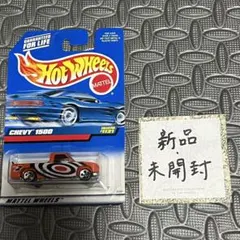 GUARANTEED
FOR LIFE
Hot Wheels
MATTEL
CHEVY 1500
MATTEL WHEELS
新品
・
未開封